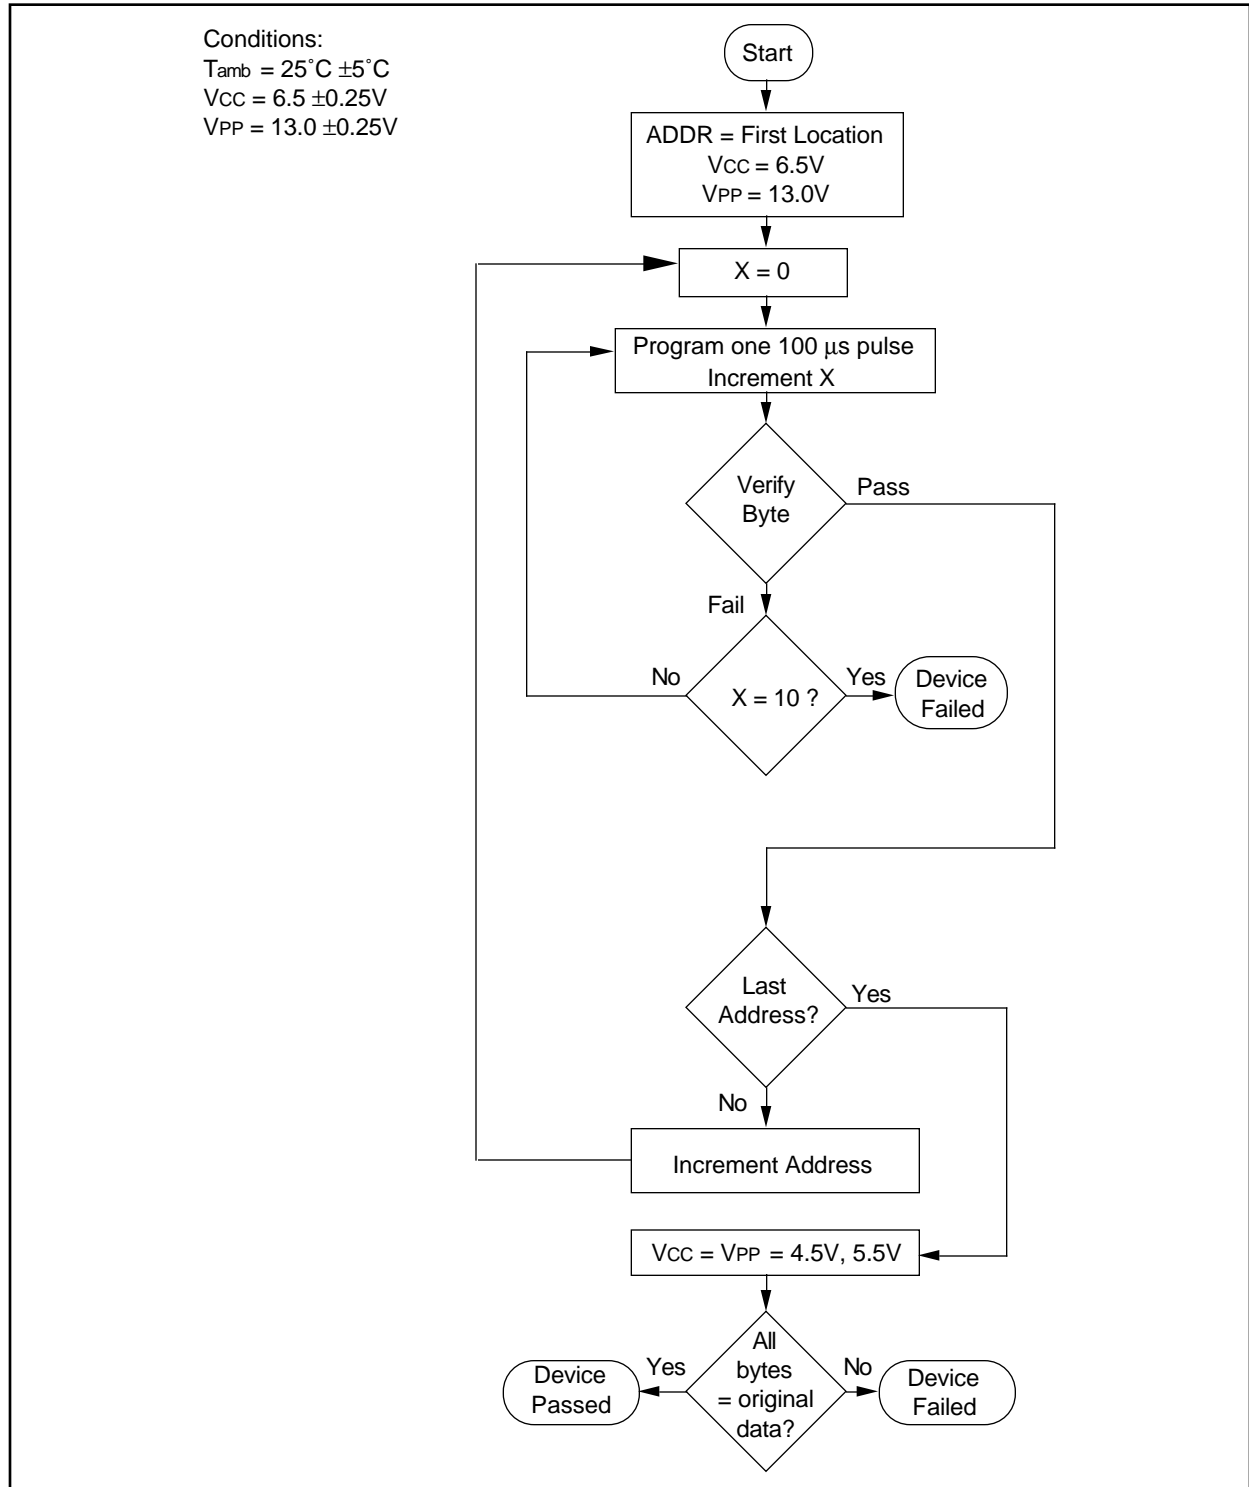 Conditions:
Tamb = 25˚C ±5˚C
VCC = 6.5 ±0.25V
VPP = 13.0 ±0.25V
Start
ADDR = First Location
VCC = 6.5V
VPP = 13.0V
X = 0
Program one 100 µs pulse
Increment X
Verify
Byte
Pass
Fail
X = 10 ?
No
Yes
Device
Failed
Last
Address?
Yes
No
Increment Address
VCC = VPP = 4.5V, 5.5V
All
bytes
= original
data?
Yes
No
Device
Passed
Device
Failed